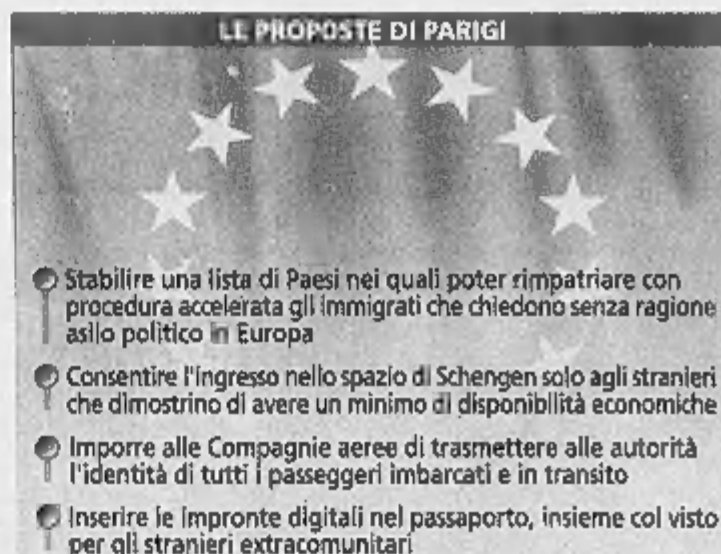 LE PROPOSTE DI PARIGI
Stabilire una lista di Paesi nei quali poter rimpatriare con
procedura accelerata gli immigrati che chiedono senza ragione
asilo politico in Europa
Consentire l'ingresso nello spazio di Schengen solo agli stranieri
che dimostrino di avere un minimo di disponibilità economiche
Imporre alle Compagnie aeree di trasmettere alle autorità
l'identità di tutti i passeggeri imbarcati e in transito
Inserire le impronte digitali nel passaporto, insieme col visto
per gli stranieri extracomunitari